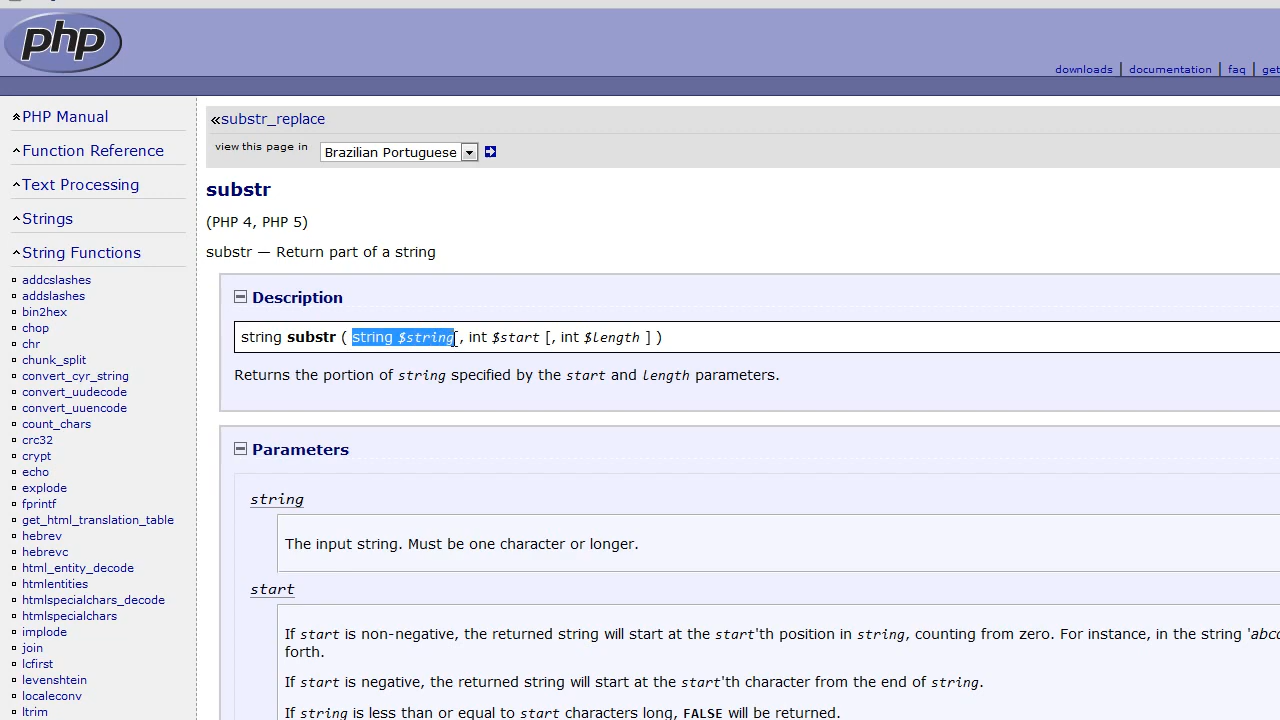 php
downloads | documentation | faq | get
PHP Manual
Function Reference
Text Processing
Strings
String Functions
addcslashes
addslashes
bin2hex
chop
chr
chunk_split
convert_cyr_string
convert_uudecode
convert_uuencode
count_chars
crc32
crypt
echo
explode
fprintf
get_html_translation_table
hebrev
hebrevc
html_entity_decode
htmlentities
htmlspecialchars_decode
htmlspecialchars
implode
join
lcfirst
levenshtein
localeconv
ltrim
«substr_replace
view this page in Brazilian Portuguese
substr
(PHP 4, PHP 5)
substr — Return part of a string
Description
string substr ( string $string , int $start [, int $length ] )
Returns the portion of string specified by the start and length parameters.
Parameters
string
The input string. Must be one character or longer.
start
If start is non-negative, the returned string will start at the start'th position in string, counting from zero. For instance, in the string 'abcd
forth.
If start is negative, the returned string will start at the start'th character from the end of string.
If string is less than or equal to start characters long, FALSE will be returned.